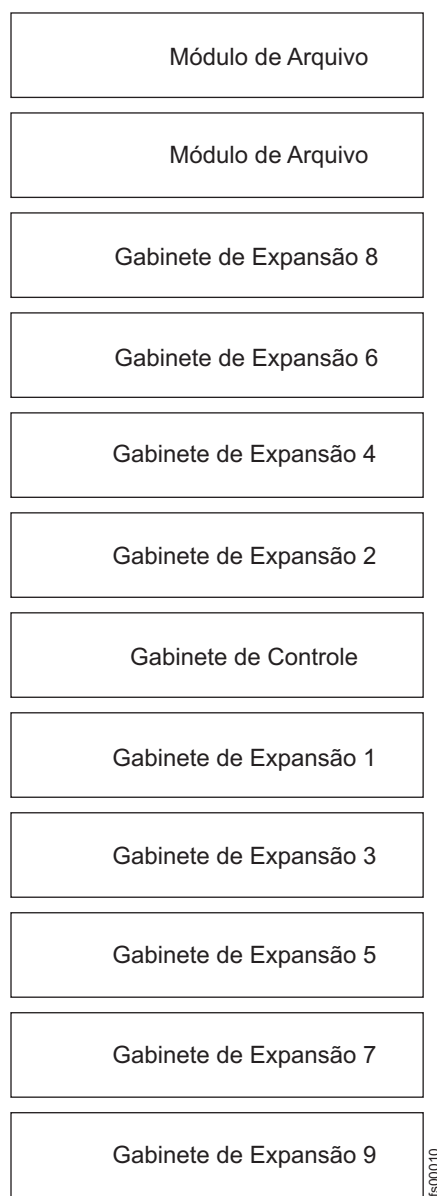 Módulo de Arquivo
Módulo de Arquivo
Gabinete de Expansão 8
Gabinete de Expansão 6
Gabinete de Expansão 4
Gabinete de Expansão 2
Gabinete de Controle
Gabinete de Expansão 1
Gabinete de Expansão 3
Gabinete de Expansão 5
Gabinete de Expansão 7
Gabinete de Expansão 9